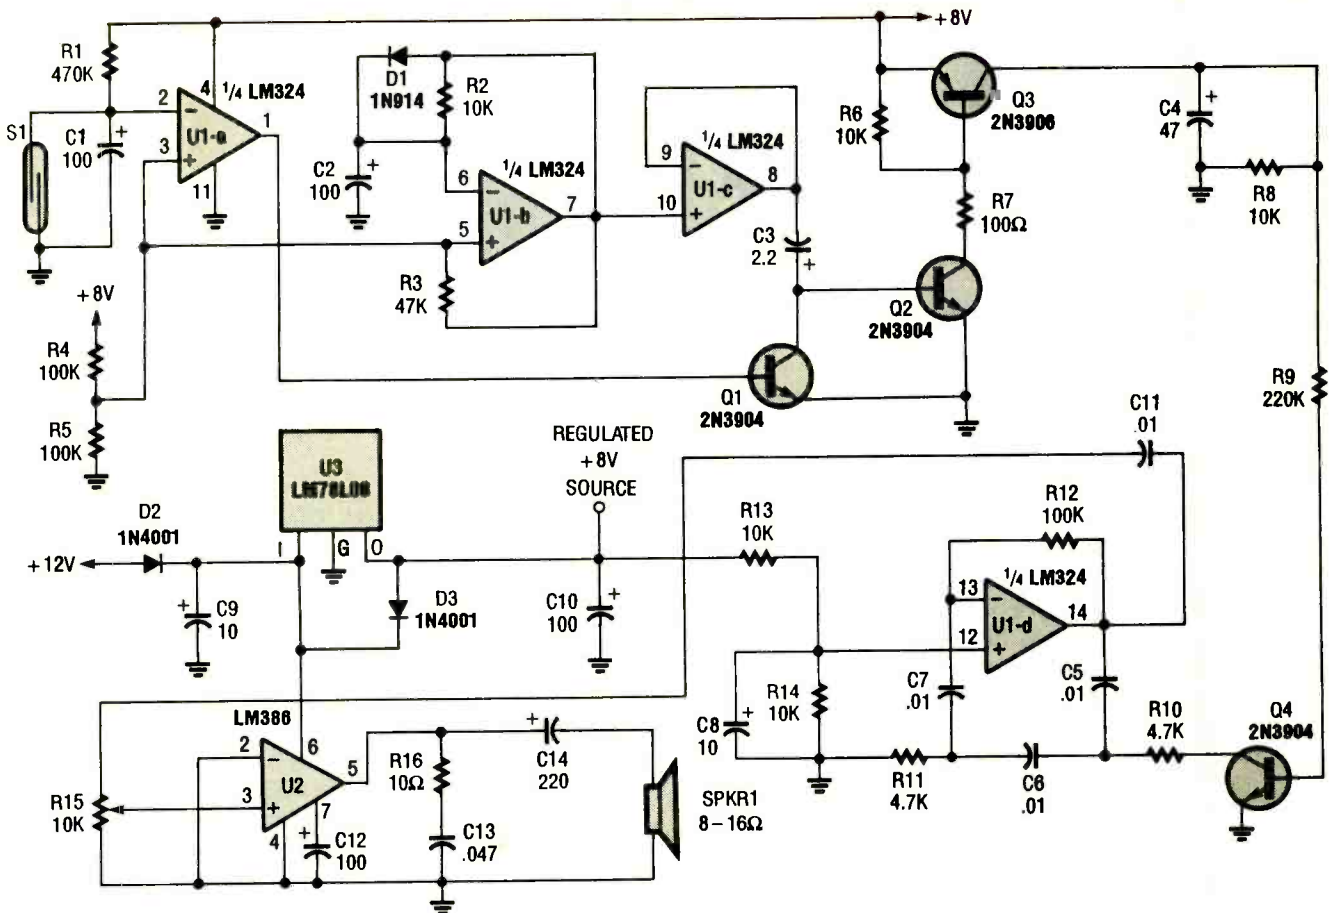 +8V
R1
470K
S1
C1
100
+
2
3
4
1
11
−
+
1/4 LM324
U1-a
D1
1N914
R2
10K
C2
100
+
6
5
7
−
+
1/4 LM324
U1-b
R3
47K
9
10
8
−
+
1/4 LM324
U1-c
C3
2.2
+
R6
10K
Q3
2N3906
R7
100Ω
C4
47
+
R8
10K
Q2
2N3904
Q1
2N3904
R9
220K
+8V
R4
100K
R5
100K
U3
I
G
O
D2
1N4001
+12V
+
C9
10
D3
1N4001
REGULATED
+8V
SOURCE
C10
100
+
R13
10K
C11
.01
R12
100K
13
12
14
−
+
1/4 LM324
U1-d
C7
.01
C5
.01
R14
10K
C8
10
+
R11
4.7K
C6
.01
R10
4.7K
Q4
2N3904
LM386
2
3
6
5
7
4
−
+
U2
R15
10K
+
C12
100
R16
10Ω
C13
.047
+
C14
220
SPKR1
8–16Ω